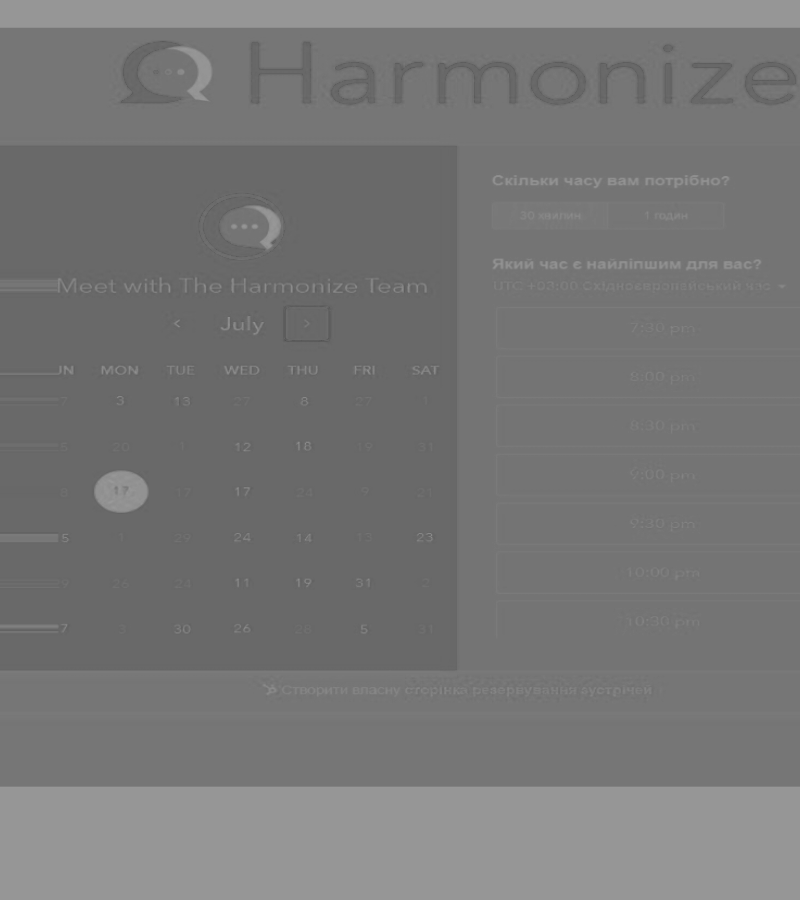 Harmonize
Meet with The Harmonize Team
July
UN MON TUE WED THU FRI SAT
7 3 13 27 8 27
5 20 12 18 19 31
17 17 17 24 9 21
5 1 29 24 14 13 23
9 26 24 11 19 31 2
7 3 30 26 28 5 31
Скільки часу вам потрібно?
30 хвилин 1 годин
Який час є найліпшим для вас?
UTC +03:00 Східноєвропейський час
7:30 pm
8:00 pm
8:30 pm
9:00 pm
9:30 pm
10:00 pm
10:30 pm
Створити власну сторінка резервування зустрічей